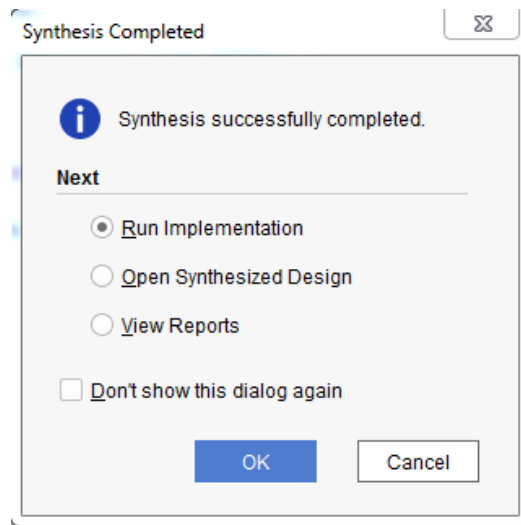 Synthesis Completed
Synthesis successfully completed.
Next
Run Implementation
Open Synthesized Design
View Reports
Don't show this dialog again
OK
Cancel